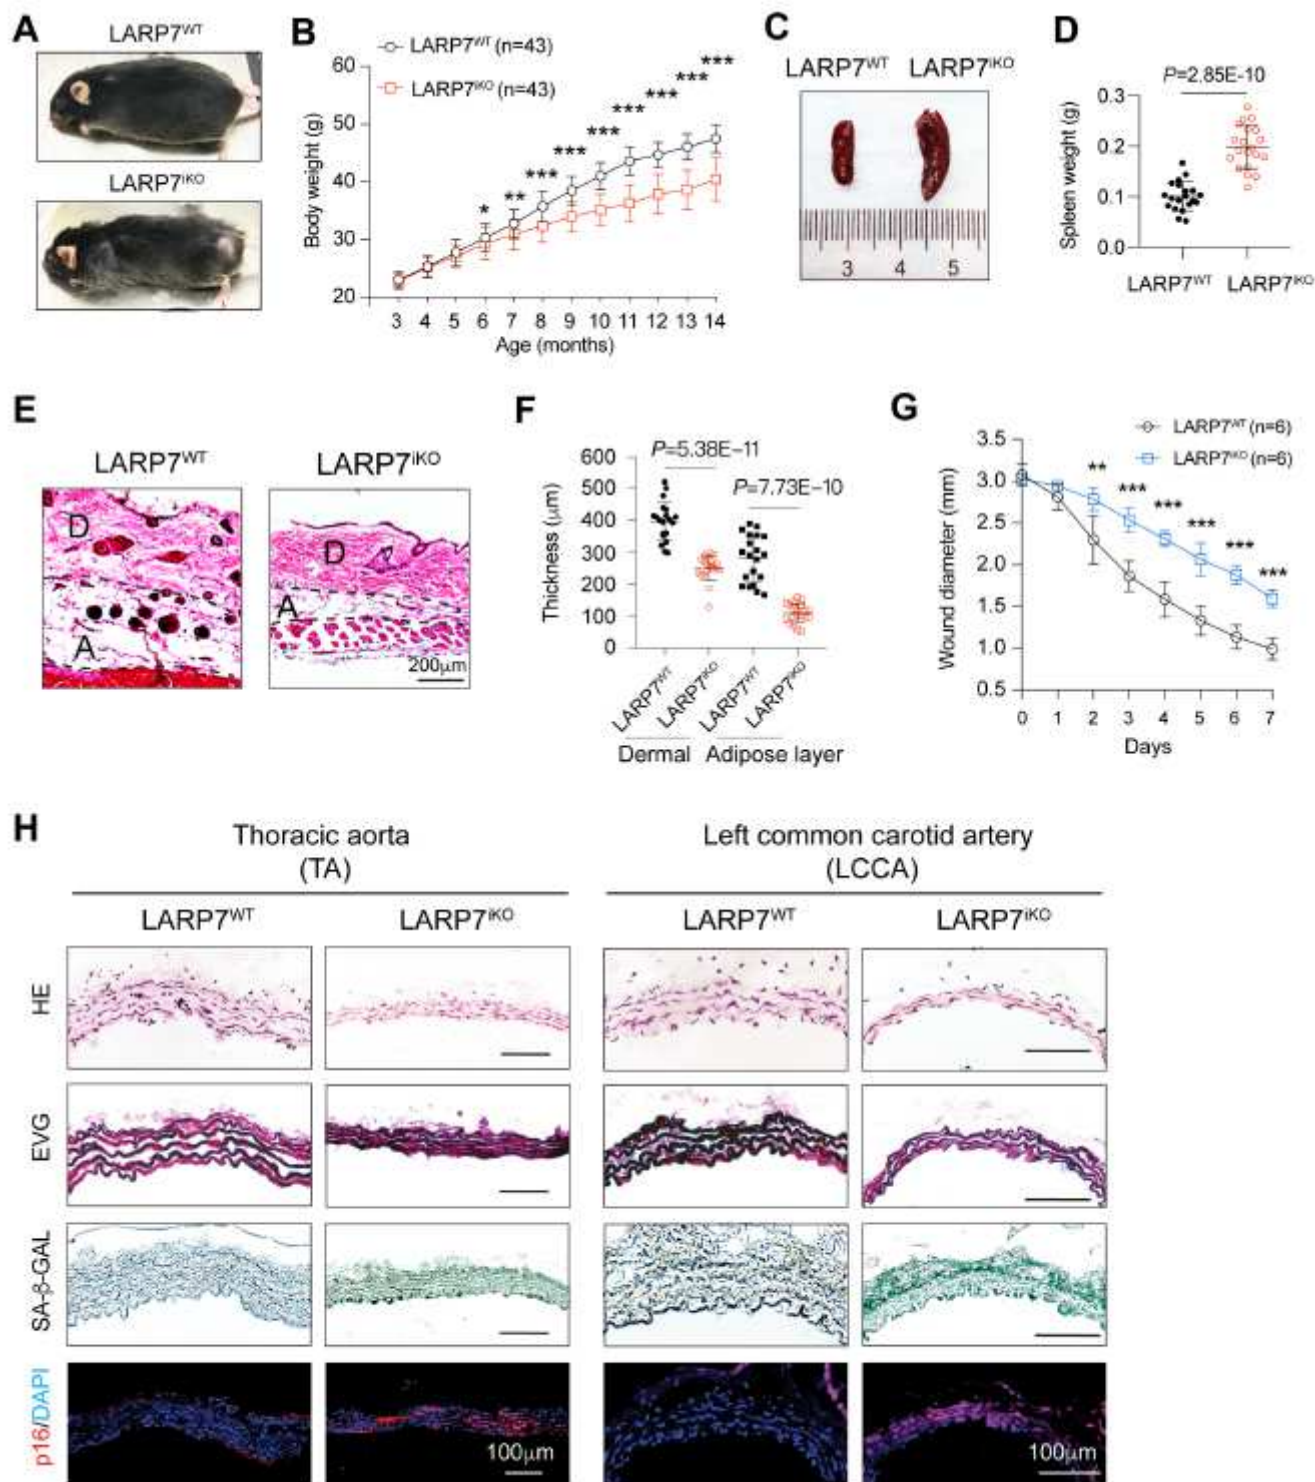 A
LARP7WT
LARP7iKO
B
LARP7WT (n=43)
LARP7iKO (n=43)
Body weight (g)
60
50
40
30
20
* ** *** *** *** *** *** *** ***
3 4 5 6 7 8 9 10 11 12 13 14
Age (months)
C
LARP7WT LARP7iKO
3 4 5
D
P=2.85E-10
Spleen weight (g)
0.3
0.2
0.1
0.0
LARP7WT LARP7iKO
E
LARP7WT LARP7iKO
D
A
D
A
200μm
F
P=5.38E–11
P=7.73E–10
Thickness (μm)
600
500
400
300
200
100
0
LARP7WT
LARP7iKO
LARP7WT
LARP7iKO
Dermal Adipose layer
G
LARP7WT (n=6)
LARP7iKO (n=6)
Wound diameter (mm)
3.5
3.0
2.5
2.0
1.5
1.0
0.5
** *** *** *** *** ***
0 1 2 3 4 5 6 7
Days
H
Thoracic aorta
(TA)
Left common carotid artery
(LCCA)
LARP7WT LARP7iKO LARP7WT LARP7iKO
HE
EVG
SA-β-GAL
p16/DAPI
100μm
100μm